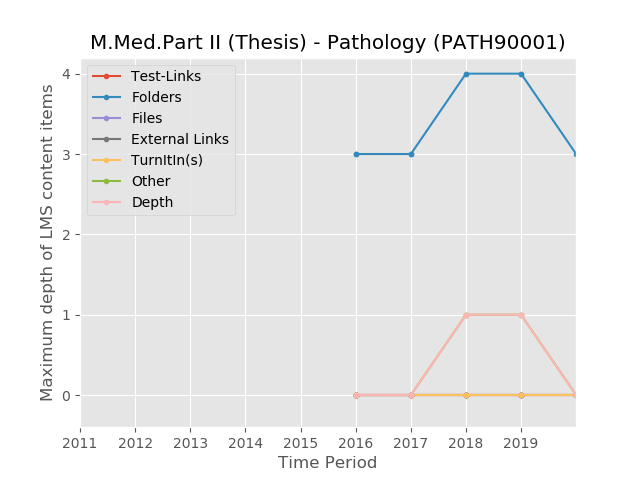 M.Med.Part II (Thesis) - Pathology (PATH90001)
Test-Links
Folders
Files
External Links
TurnItIn(s)
Other
Depth
Maximum depth of LMS content items
4
3
2
1
0
2011 2012 2013 2014 2015 2016 2017 2018 2019
Time Period